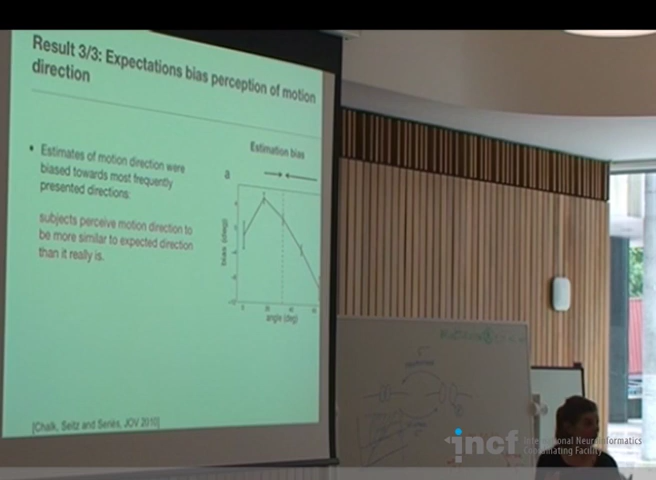 Result 3/3: Expectations bias perception of motion
direction
• Estimates of motion direction were
biased towards most frequently
presented directions:
subjects perceive motion direction to
be more similar to expected direction
than it really is.
Estimation bias
a
bias (deg)
angle (deg)
[Chalk, Seitz and Seriès, JOV 2010]
incf
International Neuroinformatics
Coordinating Facility